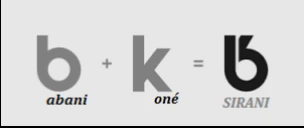 b + k = ɓ
abani oné SIRANI